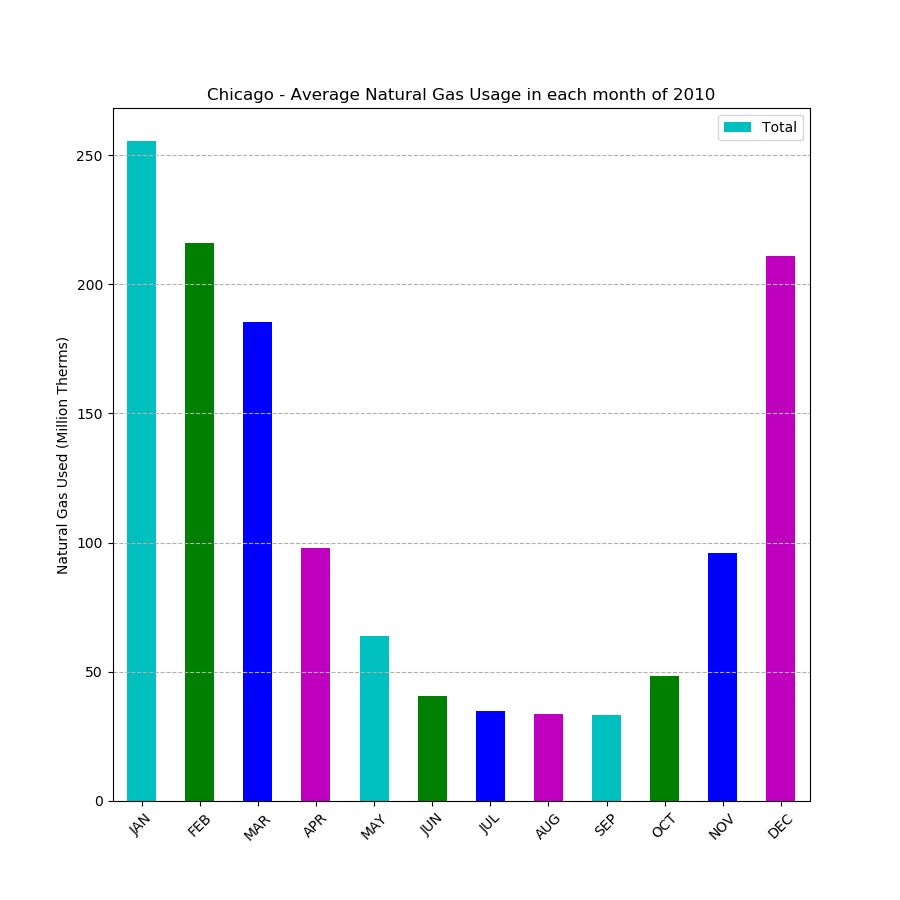 Chicago - Average Natural Gas Usage in each month of 2010
Total
Natural Gas Used (Million Therms)
250
200
150
100
50
0
JAN FEB MAR APR MAY JUN JUL AUG SEP OCT NOV DEC